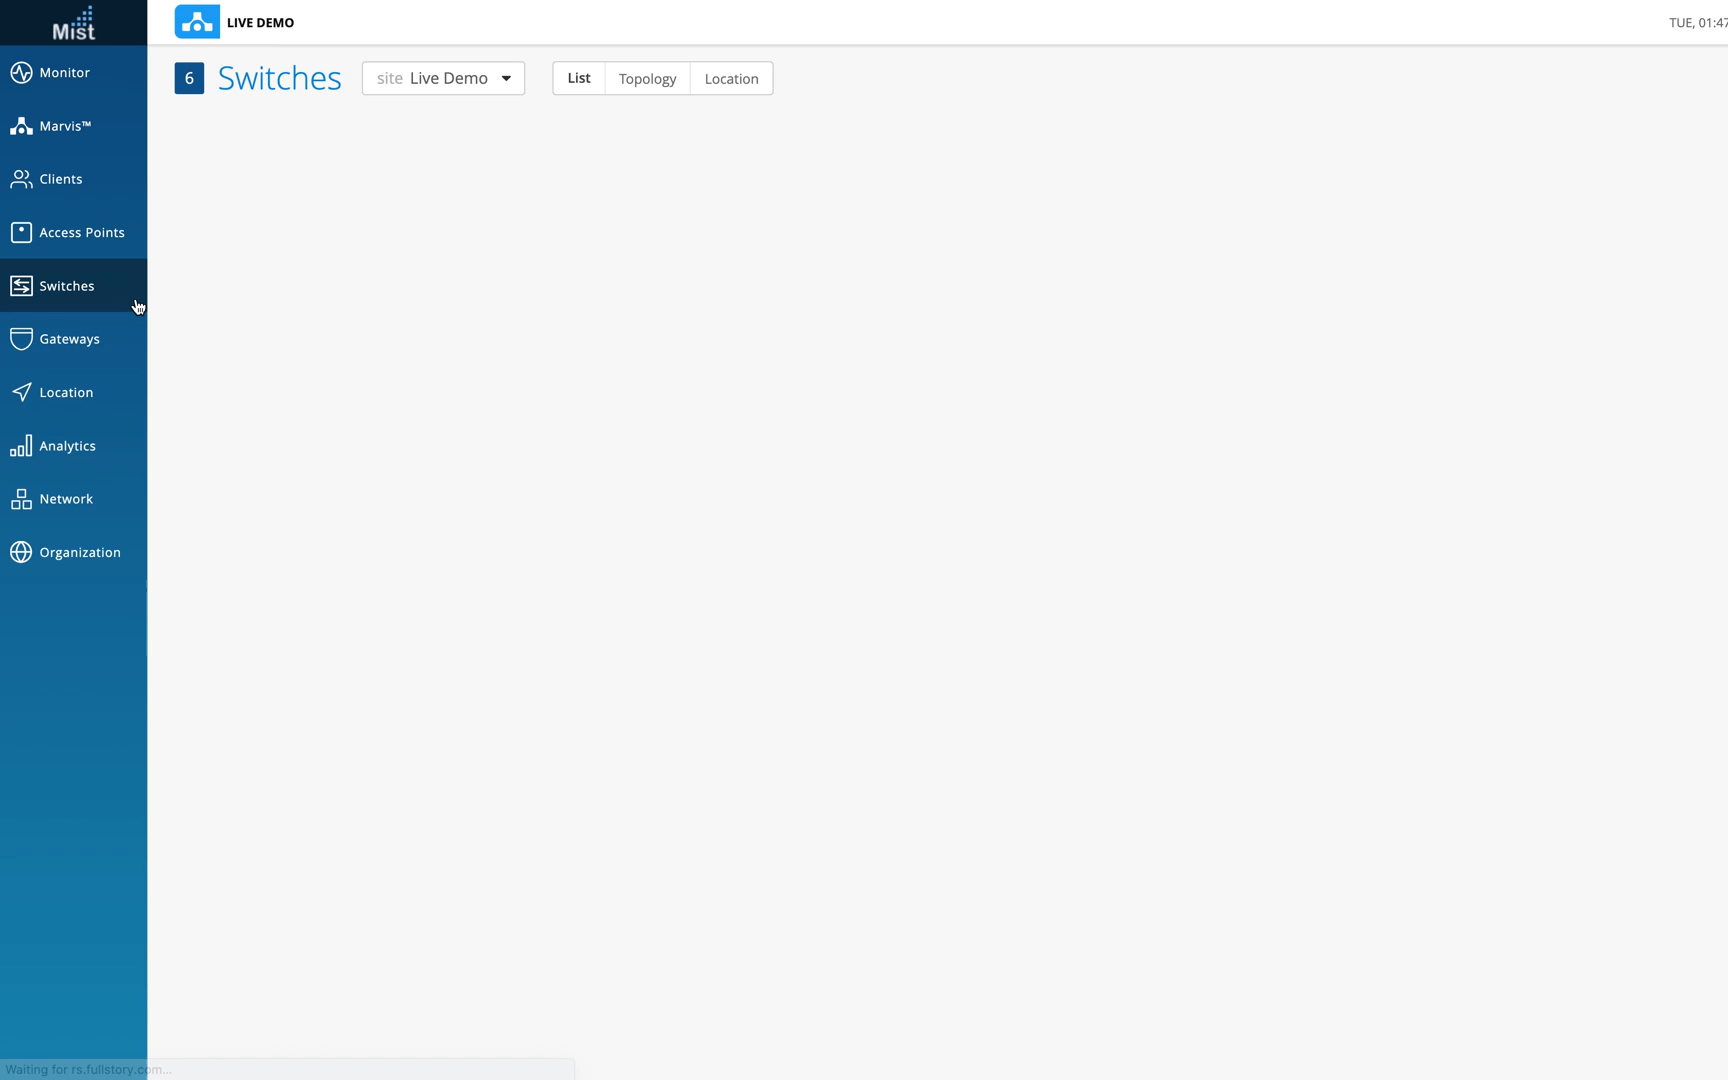 Mist
LIVE DEMO
TUE, 01:47
Monitor
Marvis™
Clients
Access Points
Switches
Gateways
Location
Analytics
Network
Organization
6 Switches site Live Demo List Topology Location
Waiting for rs.fullstory.com...